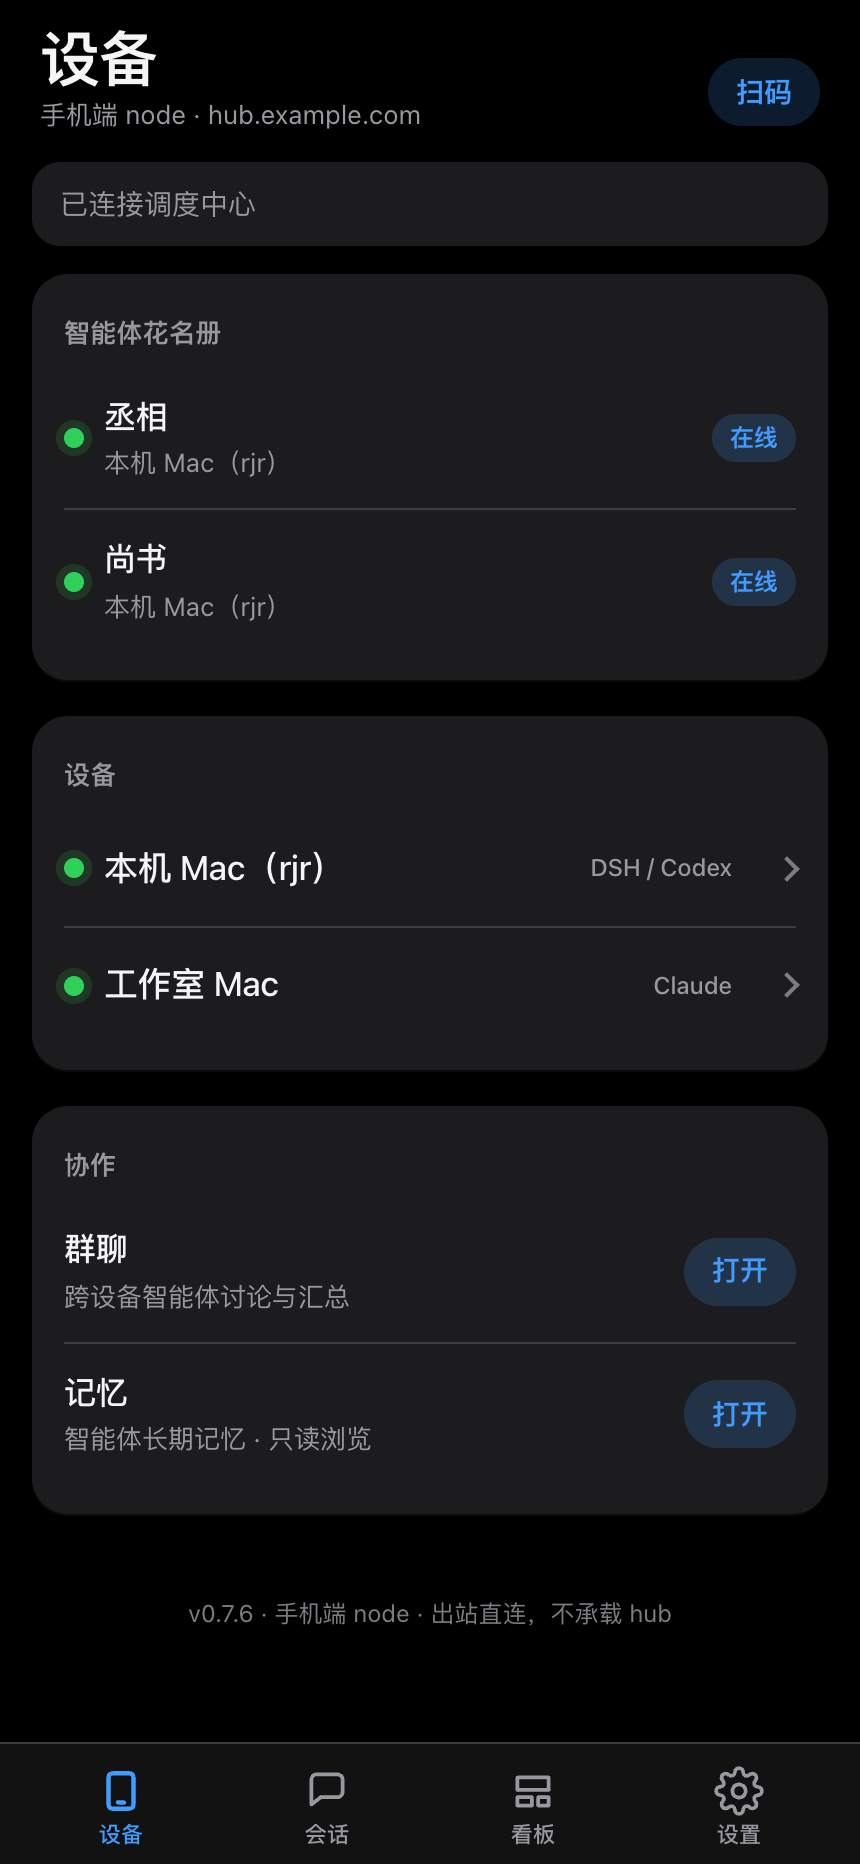 设备
手机端 node · hub.example.com
扫码
已连接调度中心
智能体花名册
丞相
本机 Mac（rjr）
在线
尚书
本机 Mac（rjr）
在线
设备
本机 Mac（rjr）
DSH / Codex
工作室 Mac
Claude
协作
群聊
跨设备智能体讨论与汇总
打开
记忆
智能体长期记忆 · 只读浏览
打开
v0.7.6 · 手机端 node · 出站直连，不承载 hub
设备
会话
看板
设置